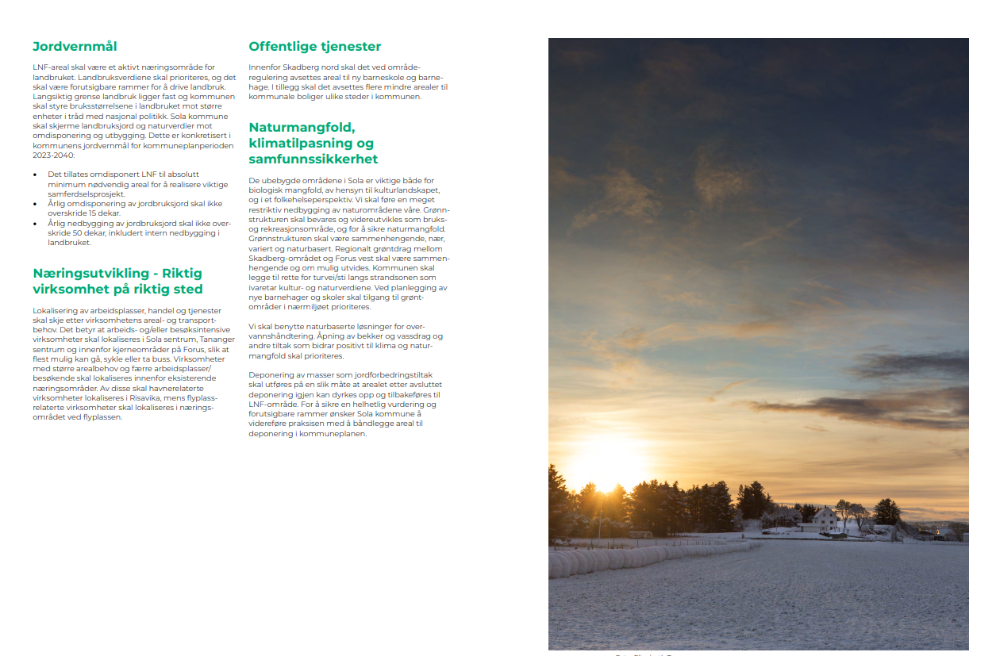 Jordvernmål
LNF-areal skal være et aktivt næringsområde for
landbruket. Landbruksverdiene skal prioriteres, og det
skal være forutsigbare rammer for å drive landbruk.
Langsiktig grense landbruk ligger fast og kommunen
skal styre bruksstørrelsene i landbruket mot større
enheter i tråd med nasjonal politikk. Sola kommune
skal skjerme landbruksjord og naturverdier mot
omdisponering og utbygging. Dette er konkretisert i
kommunens jordvernmål for kommuneplanperioden
2023-2040:
• Det tillates omdisponert LNF til absolutt
minimum nødvendig areal for å realisere viktige
samferdselsprosjekt.
• Årlig omdisponering av jordbruksjord skal ikke
overskride 15 dekar.
• Årlig nedbygging av jordbruksjord skal ikke over-
skride 50 dekar, inkludert intern nedbygging i
landbruket.
Næringsutvikling - Riktig
virksomhet på riktig sted
Lokalisering av arbeidsplasser, handel og tjenester
skal skje etter virksomhetens areal- og transport-
behov. Det betyr at arbeids- og/eller besøksintensive
virksomheter skal lokaliseres i Sola sentrum, Tananger
sentrum og innenfor kjerneområder på Forus, slik at
flest mulig kan gå, sykle eller ta buss. Virksomheter
med større arealbehov og færre arbeidsplasser/
besøkende skal lokaliseres innenfor eksisterende
næringsområder. Av disse skal havnerelaterte
virksomheter lokaliseres i Risavika, mens flyplass-
relaterte virksomheter skal lokaliseres i nærings-
området ved flyplassen.
Offentlige tjenester
Innenfor Skadberg nord skal det ved område-
regulering avsettes areal til ny barneskole og barne-
hage. I tillegg skal det avsettes flere mindre arealer til
kommunale boliger ulike steder i kommunen.
Naturmangfold,
klimatilpasning og
samfunnssikkerhet
De ubebygde områdene i Sola er viktige både for
biologisk mangfold, av hensyn til kulturlandskapet,
og i et folkehelseperspektiv. Vi skal føre en meget
restriktiv nedbygging av naturområdene våre. Grønn-
strukturen skal bevares og videreutvikles som bruks-
og rekreasjonsområde, og for å sikre naturmangfold.
Grønnstrukturen skal være sammenhengende, nær,
variert og naturbasert. Regionalt grøntdrag mellom
Skadberg-området og Forus vest skal være sammen-
hengende og om mulig utvides. Kommunen skal
legge til rette for turvei/sti langs strandsonen som
ivaretar kultur- og naturverdiene. Ved planlegging av
nye barnehager og skoler skal tilgang til grønt-
områder i nærmiljøet prioriteres.
Vi skal benytte naturbaserte løsninger for over-
vannshåndtering. Åpning av bekker og vassdrag og
andre tiltak som bidrar positivt til klima og natur-
mangfold skal prioriteres.
Deponering av masser som jordforbedringstiltak
skal utføres på en slik måte at arealet etter avsluttet
deponering igjen kan dyrkes opp og tilbakeføres til
LNF-område. For å sikre en helhetlig vurdering og
forutsigbare rammer ønsker Sola kommune å
videreføre praksisen med å båndlegge areal til
deponering i kommuneplanen.